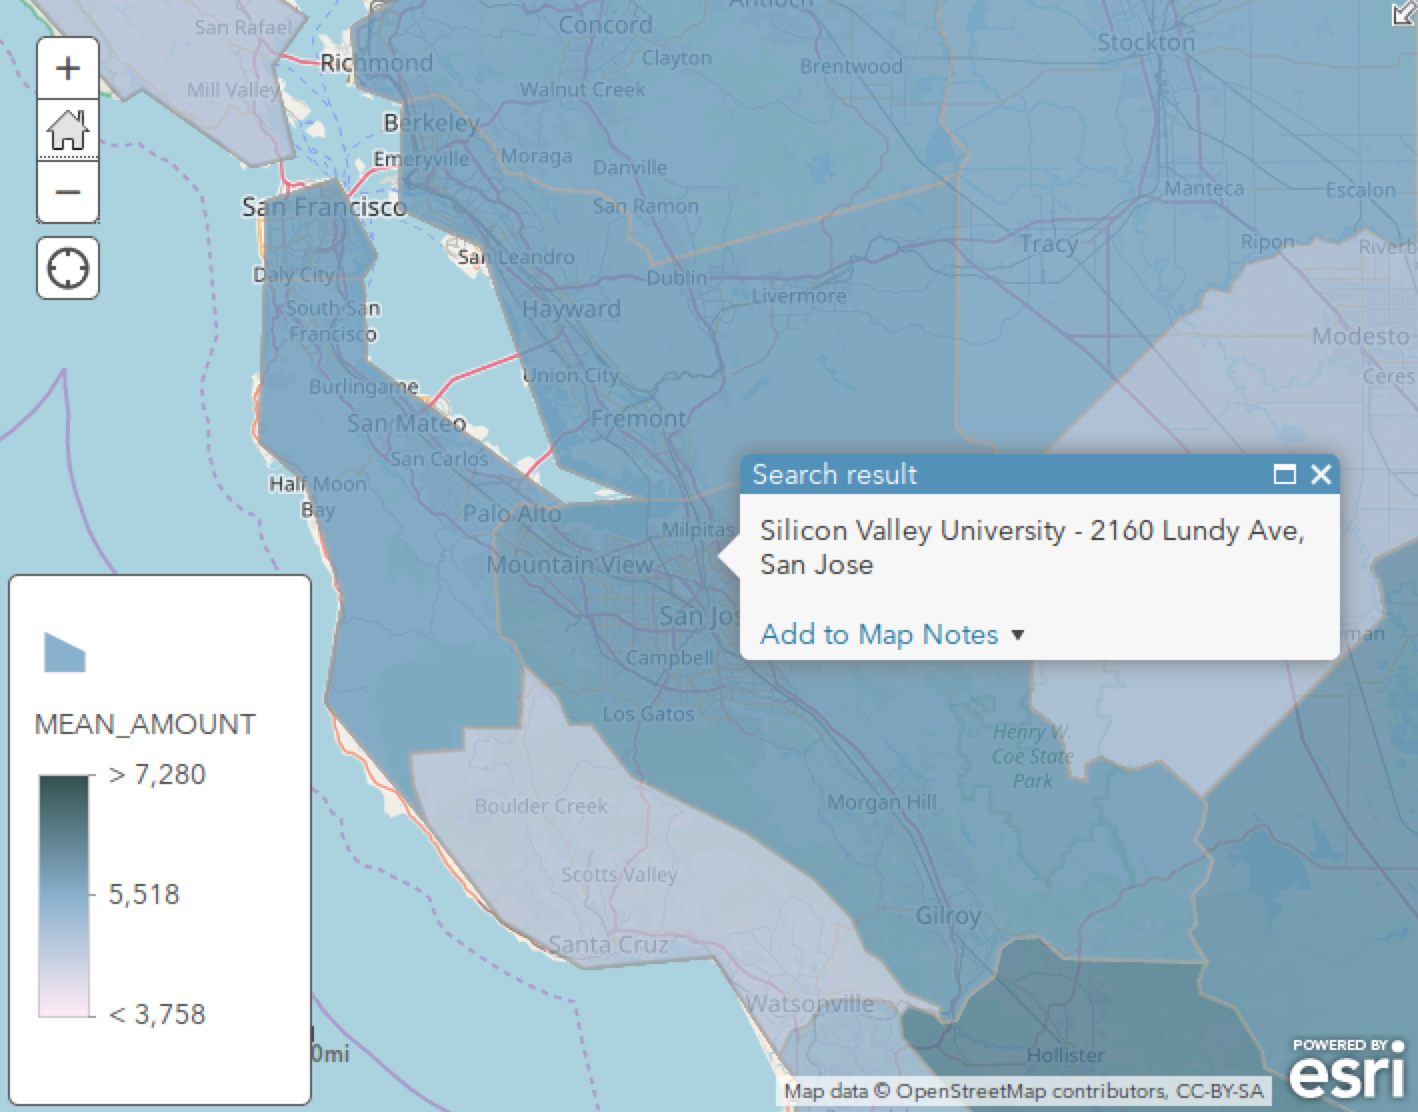 Antioch
San Rafael
Concord
Stockton
Richmond
Clayton
Brentwood
Mill Valley
Walnut Creek
Berkeley
Emeryville
Moraga
Danville
Manteca
Escalon
San Francisco
San Ramon
Tracy
Ripon
Riverb
San Leandro
Daly City
Dublin
Livermore
South San
Francisco
Hayward
Modesto
Burlingame
Union City
Ceres
San Mateo
Fremont
San Carlos
Half Moon
Bay
Palo Alto
Milpitas
Mountain View
San Jos
Campbell
Los Gatos
Search result
Silicon Valley University - 2160 Lundy Ave,
San Jose
Add to Map Notes ▼
man
Henry W.
Coe State
Park
Boulder Creek
Morgan Hill
Scotts Valley
Gilroy
Santa Cruz
Watsonville
Hollister
MEAN_AMOUNT
> 7,280
5,518
< 3,758
0mi
POWERED BY
esri
Map data © OpenStreetMap contributors, CC-BY-SA